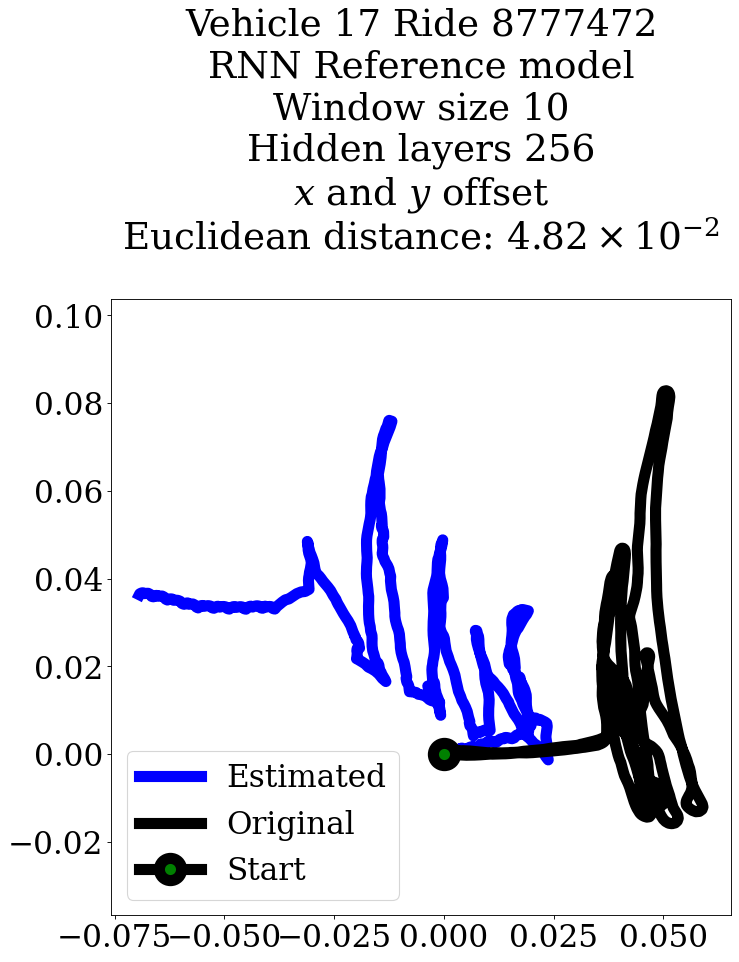 Vehicle 17 Ride 8777472
RNN Reference model
Window size 10
Hidden layers 256
x and y offset
Euclidean distance: 4.82 × 10⁻²
0.10
0.08
0.06
0.04
0.02
0.00
−0.02
Estimated
Original
Start
−0.075 −0.050 −0.025 0.000 0.025 0.050